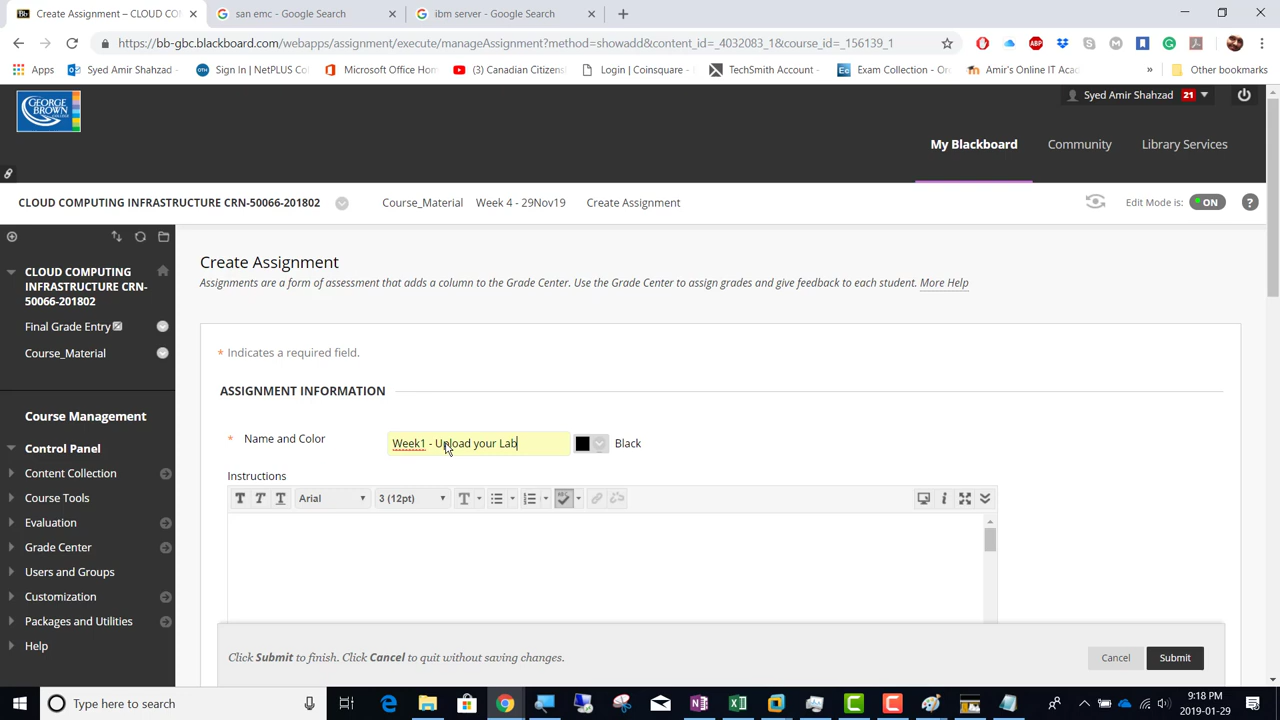 Create Assignment – CLOUD CO
san emc - Google Search
ibm server - Google Search
https://bb-gbc.blackboard.com/webapps/assignment/execute/manageAssignment?method=showadd&content_id=_4032083_1&course_id=_156139_1
Apps
Syed Amir Shahzad -
Sign In | NetPLUS Co
Microsoft Office Hom
(3) Canadian Citizens
Login | Coinsquare -
TechSmith Account -
Exam Collection - Or
Amir's Online IT Aca
»
Other bookmarks
GEORGE
BROWN
COLLEGE
Syed Amir Shahzad 21
My Blackboard
Community
Library Services
CLOUD COMPUTING INFRASTRUCTURE CRN-50066-201802
Course_Material
Week 4 - 29Nov19
Create Assignment
Edit Mode is: ON ?
CLOUD COMPUTING
INFRASTRUCTURE CRN-
50066-201802
Final Grade Entry
Course_Material
Course Management
Control Panel
Content Collection
Course Tools
Evaluation
Grade Center
Users and Groups
Customization
Packages and Utilities
Help
Create Assignment
Assignments are a form of assessment that adds a column to the Grade Center. Use the Grade Center to assign grades and give feedback to each student. More Help
* Indicates a required field.
ASSIGNMENT INFORMATION
* Name and Color
Week1 - Upload your Lab
Black
Instructions
T T T Arial 3 (12pt) T
Click Submit to finish. Click Cancel to quit without saving changes.
Cancel
Submit
Type here to search
9:18 PM
2019-01-29